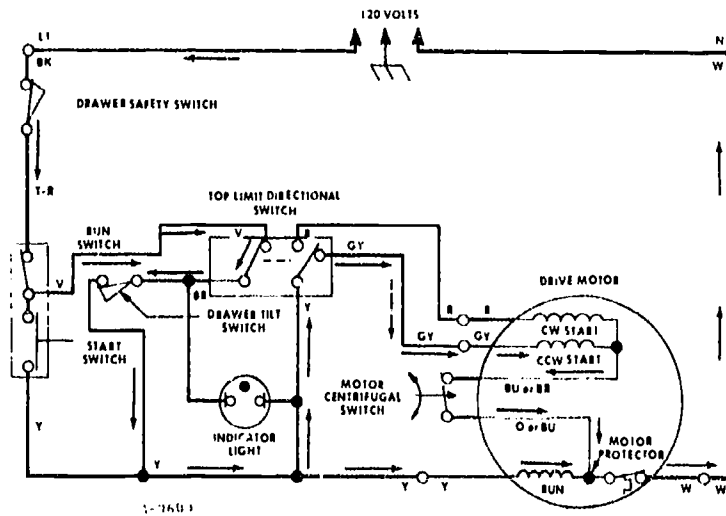 120 VOLTS
L1
BK
N
W
DRAWER SAFETY SWITCH
T-R
TOP LIMIT DIRECTIONAL
SWITCH
RUN
SWITCH
V
R
GY
V
BR
DRAWER TILT
SWITCH
START
SWITCH
Y
DRIVE MOTOR
R
R
CW START
GY
GY
CCW START
MOTOR
CENTRIFUGAL
SWITCH
BU or BR
O or BU
MOTOR
PROTECTOR
INDICATOR
LIGHT
Y
Y
Y
Y
RUN
W
W